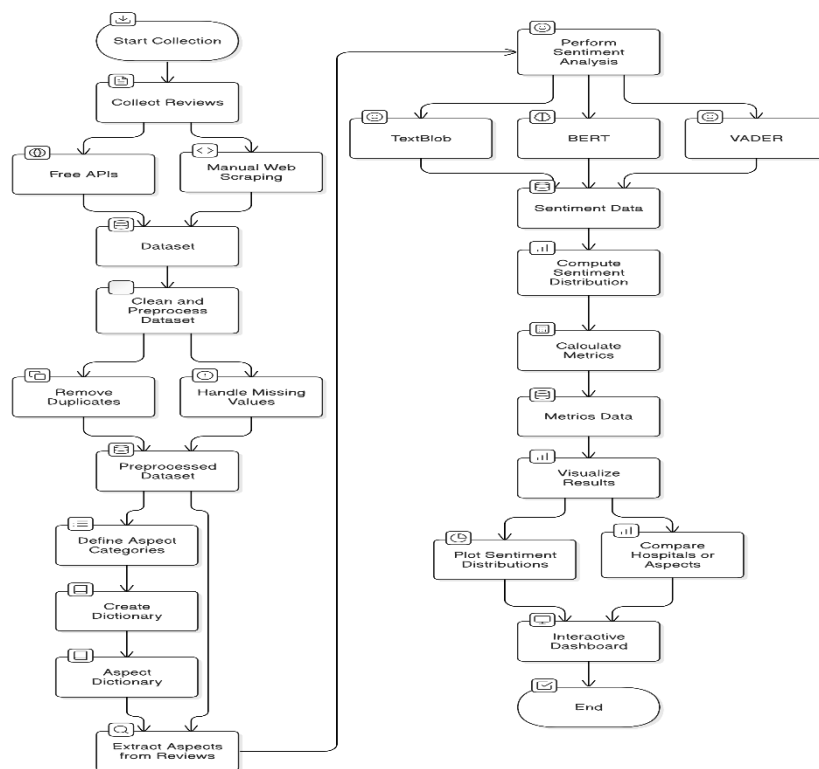 Start Collection
Collect Reviews
Free APIs
Manual Web
Scraping
Dataset
Clean and
Preprocess
Dataset
Remove
Duplicates
Handle Missing
Values
Preprocessed
Dataset
Define Aspect
Categories
Create
Dictionary
Aspect
Dictionary
Extract Aspects
from Reviews
Perform
Sentiment
Analysis
TextBlob
BERT
VADER
Sentiment Data
Compute
Sentiment
Distribution
Calculate
Metrics
Metrics Data
Visualize
Results
Plot Sentiment
Distributions
Compare
Hospitals or
Aspects
Interactive
Dashboard
End